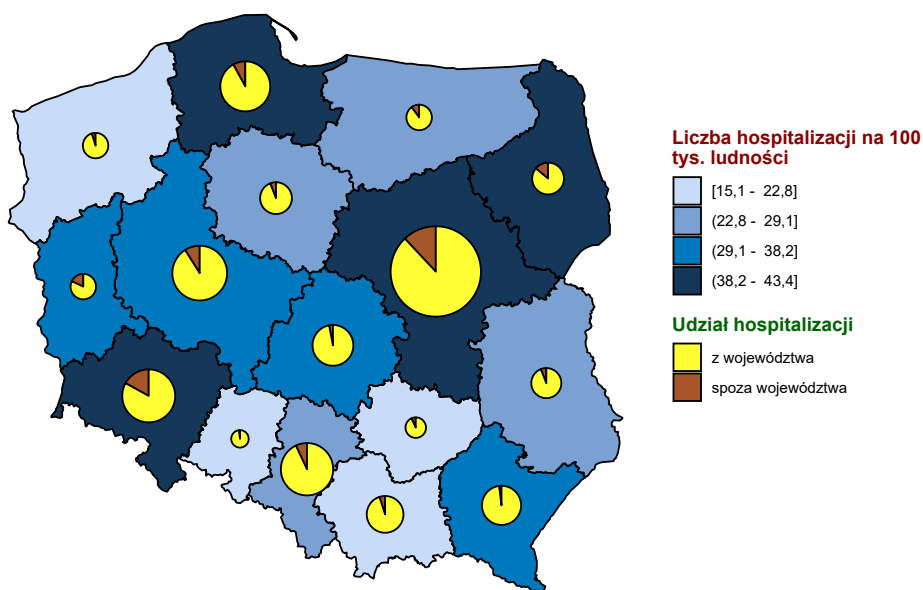 Liczba hospitalizacji na 100
tys. ludności
[15,1 - 22,8]
(22,8 - 29,1]
(29,1 - 38,2]
(38,2 - 43,4]
Udział hospitalizacji
z województwa
spoza województwa